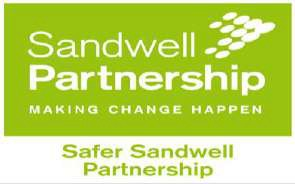 Sandwell
Partnership
MAKING CHANGE HAPPEN
Safer Sandwell
Partnership